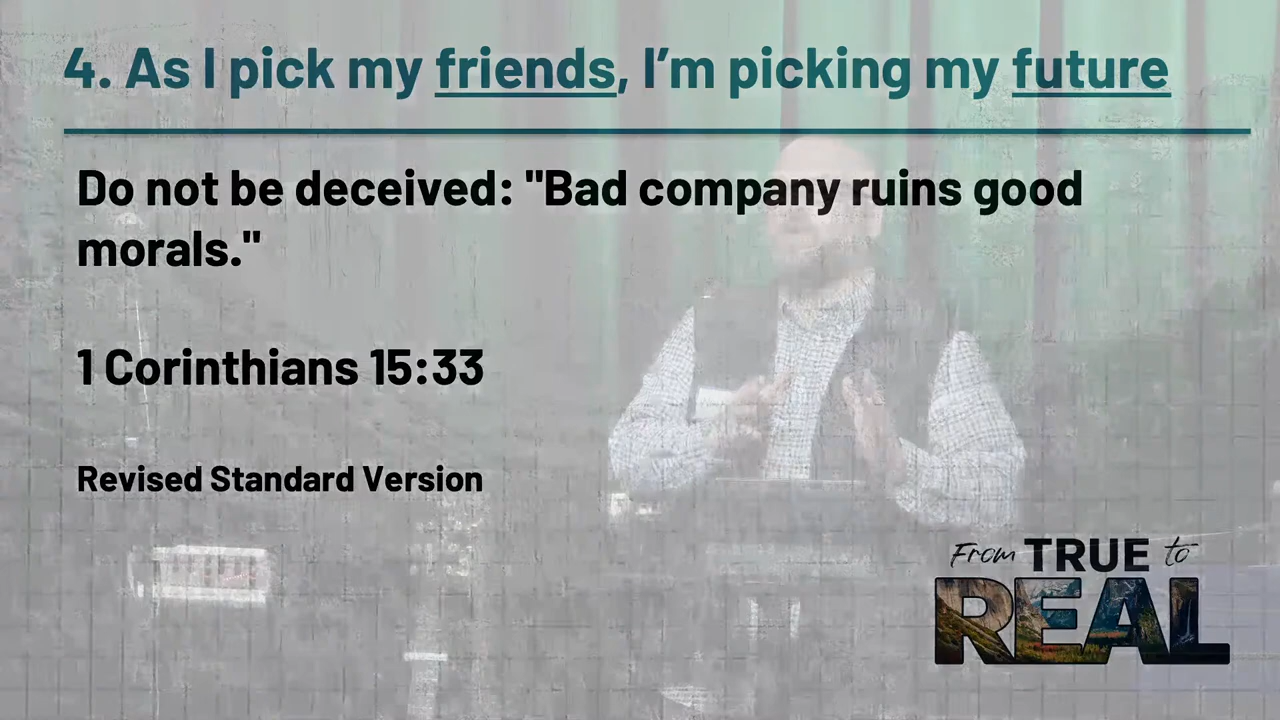 4. As I pick my friends, I’m picking my future
Do not be deceived: "Bad company ruins good
morals."
1 Corinthians 15:33
Revised Standard Version
From TRUE to
REAL